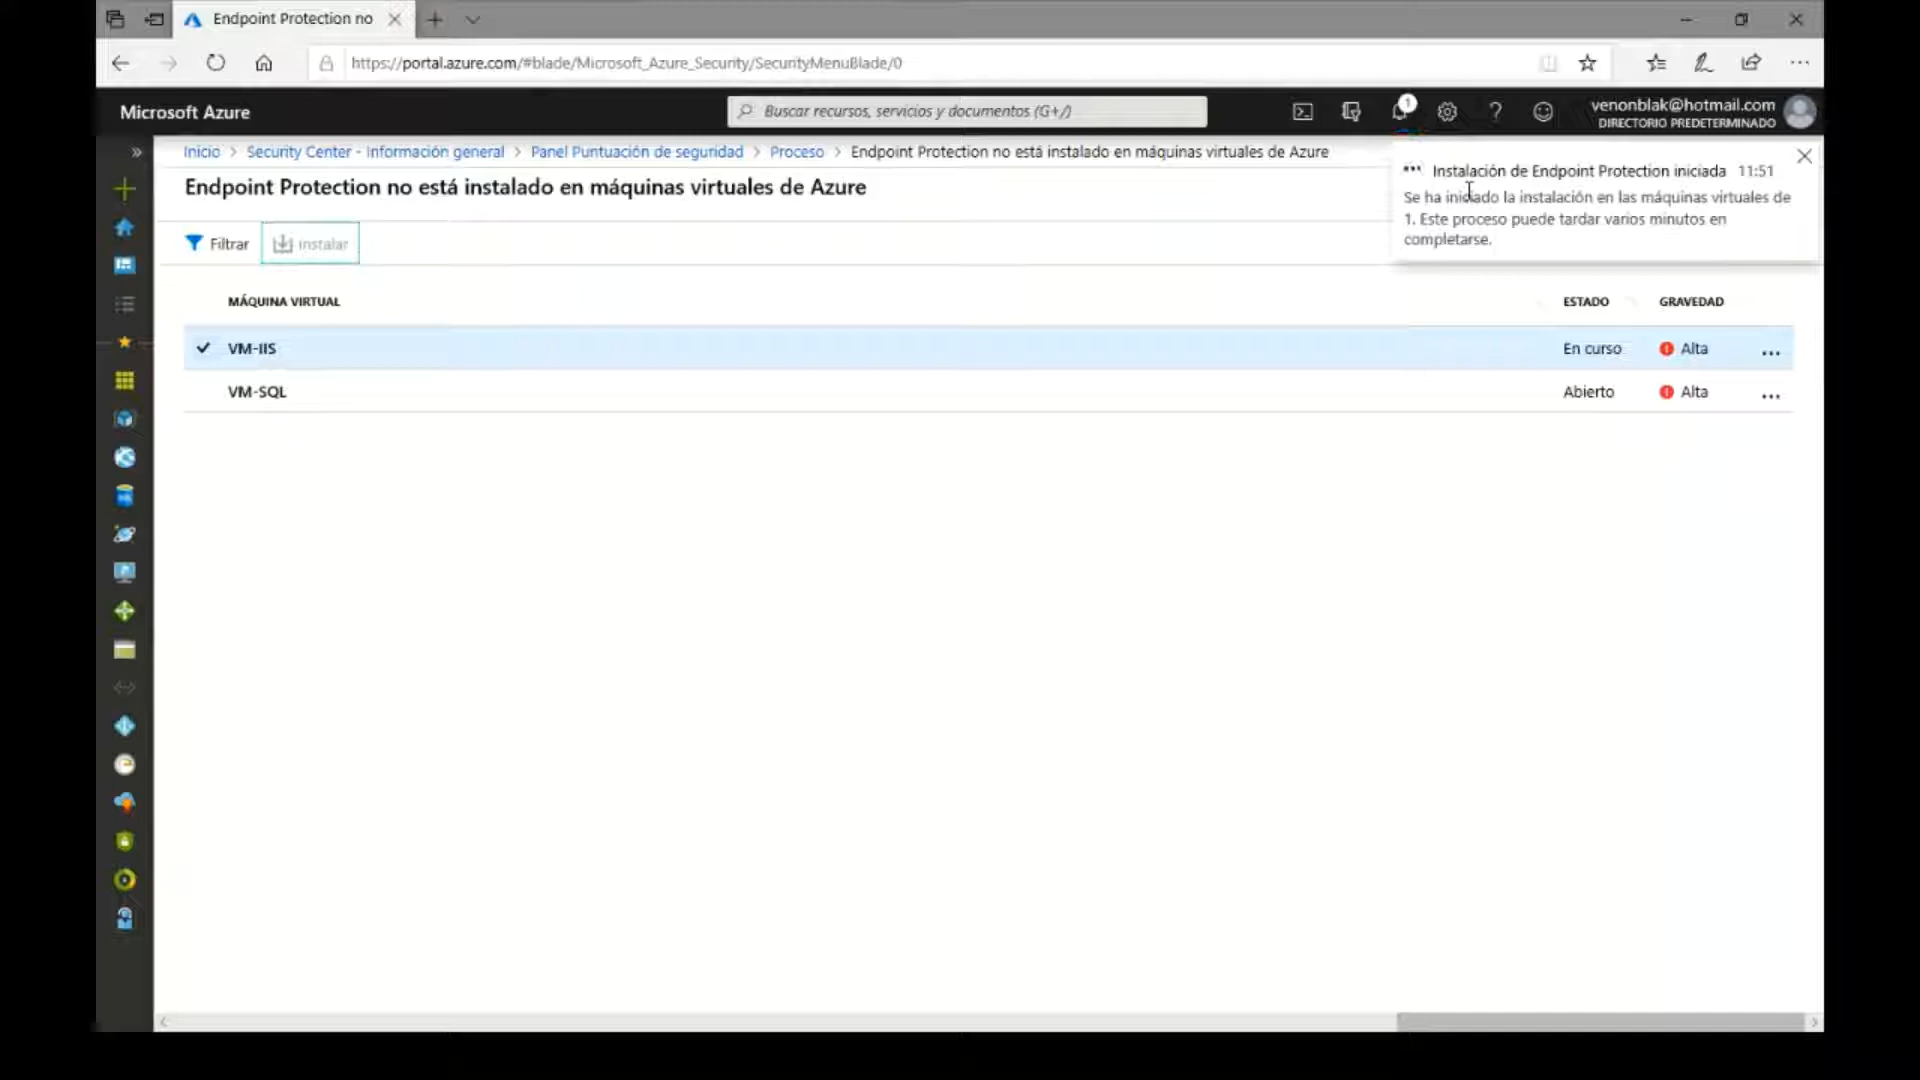 Endpoint Protection no
https://portal.azure.com/#blade/Microsoft_Azure_Security/SecurityMenuBlade/0
Microsoft Azure
Buscar recursos, servicios y documentos (G+/)
1
venonblak@hotmail.com
DIRECTORIO PREDETERMINADO
Inicio > Security Center - Información general > Panel Puntuación de seguridad > Proceso > Endpoint Protection no está instalado en máquinas virtuales de Azure
Endpoint Protection no está instalado en máquinas virtuales de Azure
Instalación de Endpoint Protection iniciada 11:51
Se ha iniciado la instalación en las máquinas virtuales de
1. Este proceso puede tardar varios minutos en
completarse.
Filtrar Instalar
MÁQUINA VIRTUAL ESTADO GRAVEDAD
VM-IIS En curso Alta ...
VM-SQL Abierto Alta ...